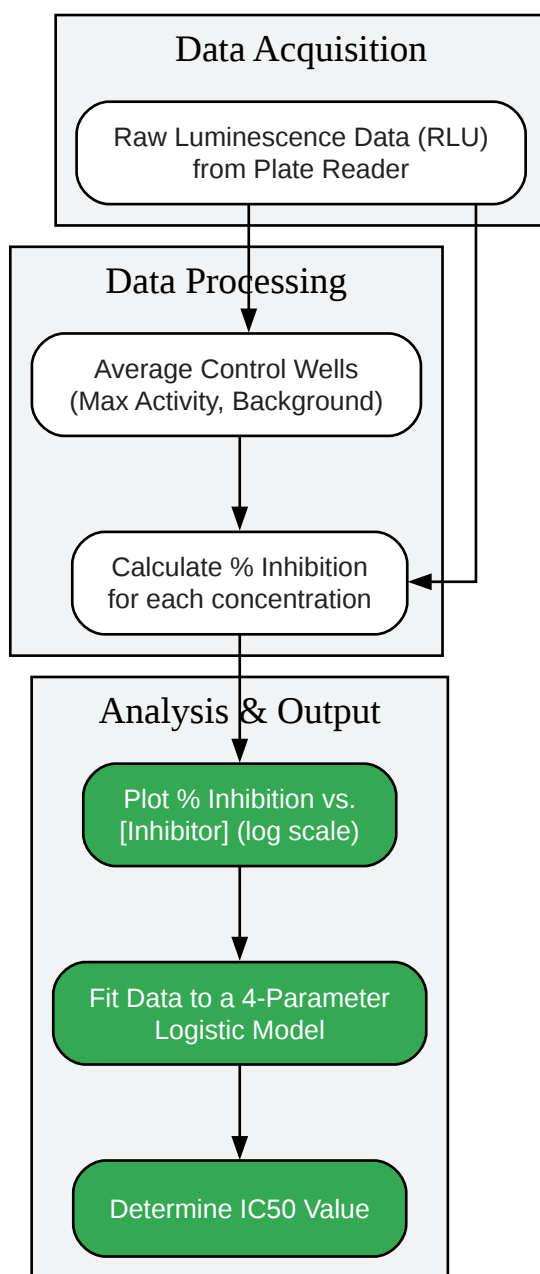 Data Acquisition
Raw Luminescence Data (RLU)
from Plate Reader
Data Processing
Average Control Wells
(Max Activity, Background)
Calculate % Inhibition
for each concentration
Analysis & Output
Plot % Inhibition vs.
[Inhibitor] (log scale)
Fit Data to a 4-Parameter
Logistic Model
Determine IC50 Value